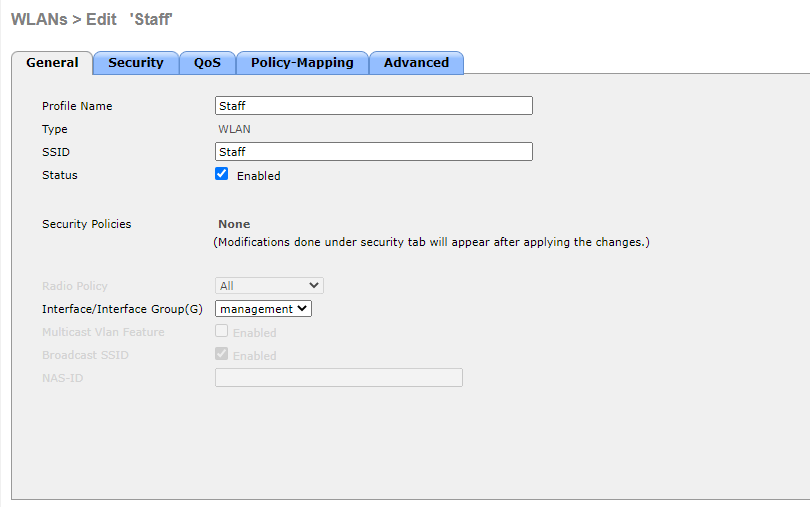 WLANs > Edit 'Staff'
General Security QoS Policy-Mapping Advanced
Profile Name Staff
Type WLAN
SSID Staff
Status Enabled
Security Policies None
(Modifications done under security tab will appear after applying the changes.)
Radio Policy All
Interface/Interface Group(G) management
Multicast Vlan Feature Enabled
Broadcast SSID Enabled
NAS-ID